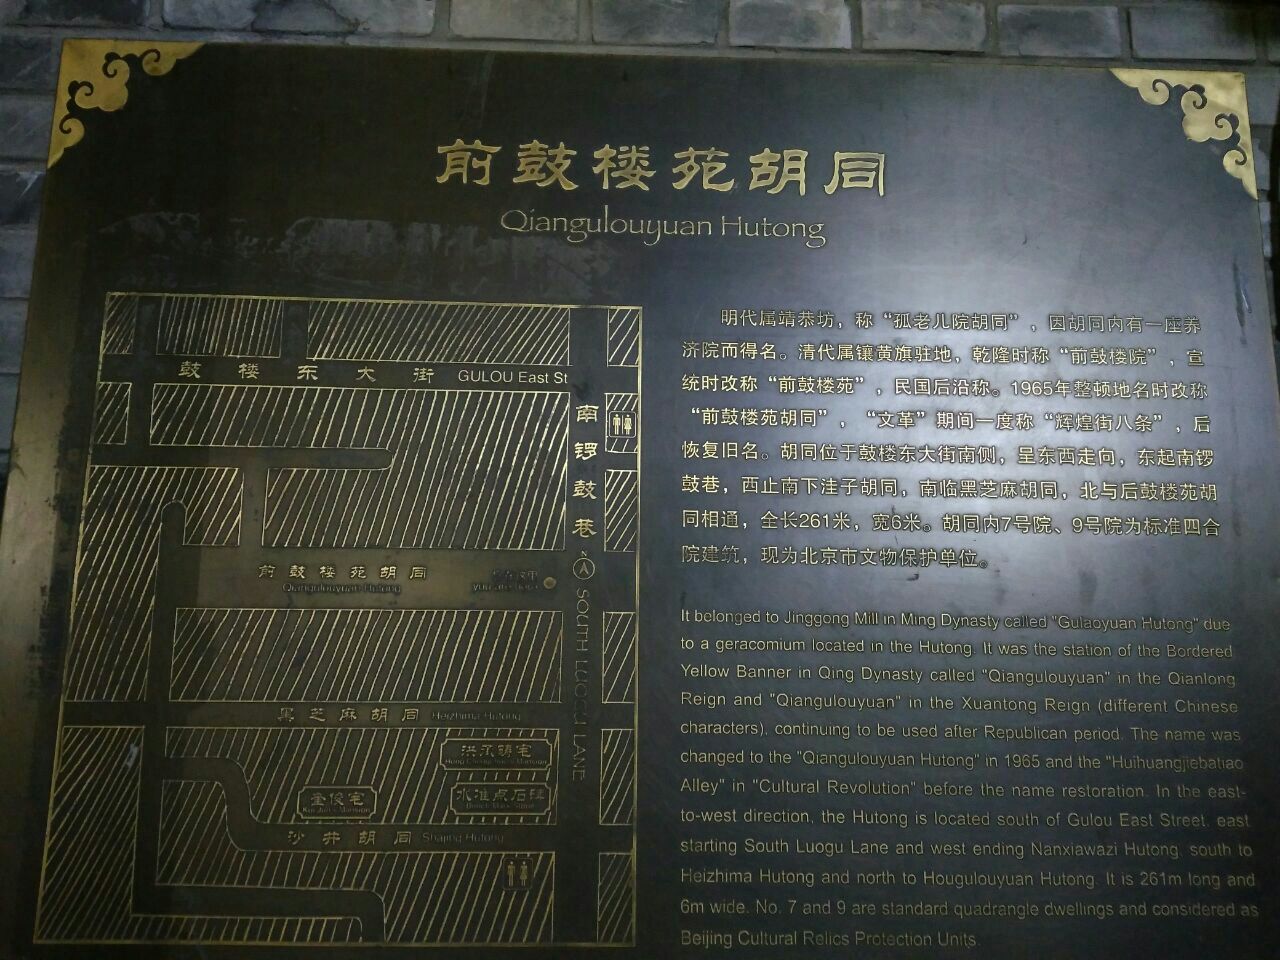 前鼓楼苑胡同
Qiangulouyuan Hutong
鼓楼东大街 GULOU East St
南锣鼓巷
N
SOUTH LUOGU LANE
前鼓楼苑胡同
Qiangulouyuan Hutong
you are here
黑芝麻胡同 Heizhima Hutong
洪承畴宅
奎俊宅
水准点石碑
沙井胡同 Shajing Hutong
明代属靖恭坊，称“孤老儿院胡同”，因胡同内有一座养
济院而得名。清代属镶黄旗驻地，乾隆时称“前鼓楼院”，宣
统时改称“前鼓楼苑”，民国后沿称。1965年整顿地名时改称
“前鼓楼苑胡同”，“文革”期间一度称“辉煌街八条”，后
恢复旧名。胡同位于鼓楼东大街南侧，呈东西走向，东起南锣
鼓巷，西止南下洼子胡同，南临黑芝麻胡同，北与后鼓楼苑胡
同相通，全长261米，宽6米。胡同内7号院、9号院为标准四合
院建筑，现为北京市文物保护单位。
It belonged to Jinggong Mill in Ming Dynasty called "Gulaoyuan Hutong" due
to a geracomium located in the Hutong. It was the station of the Bordered
Yellow Banner in Qing Dynasty called "Qiangulouyuan" in the Qianlong
Reign and "Qiangulouyuan" in the Xuantong Reign (different Chinese
characters), continuing to be used after Republican period. The name was
changed to the "Qiangulouyuan Hutong" in 1965 and the "Huihuangjiebatiao
Alley" in "Cultural Revolution" before the name restoration. In the east-
to-west direction, the Hutong is located south of Gulou East Street, east
starting South Luogu Lane and west ending Nanxiawazi Hutong, south to
Heizhima Hutong and north to Hougulouyuan Hutong. It is 261m long and
6m wide. No. 7 and 9 are standard quadrangle dwellings and considered as
Beijing Cultural Relics Protection Units.